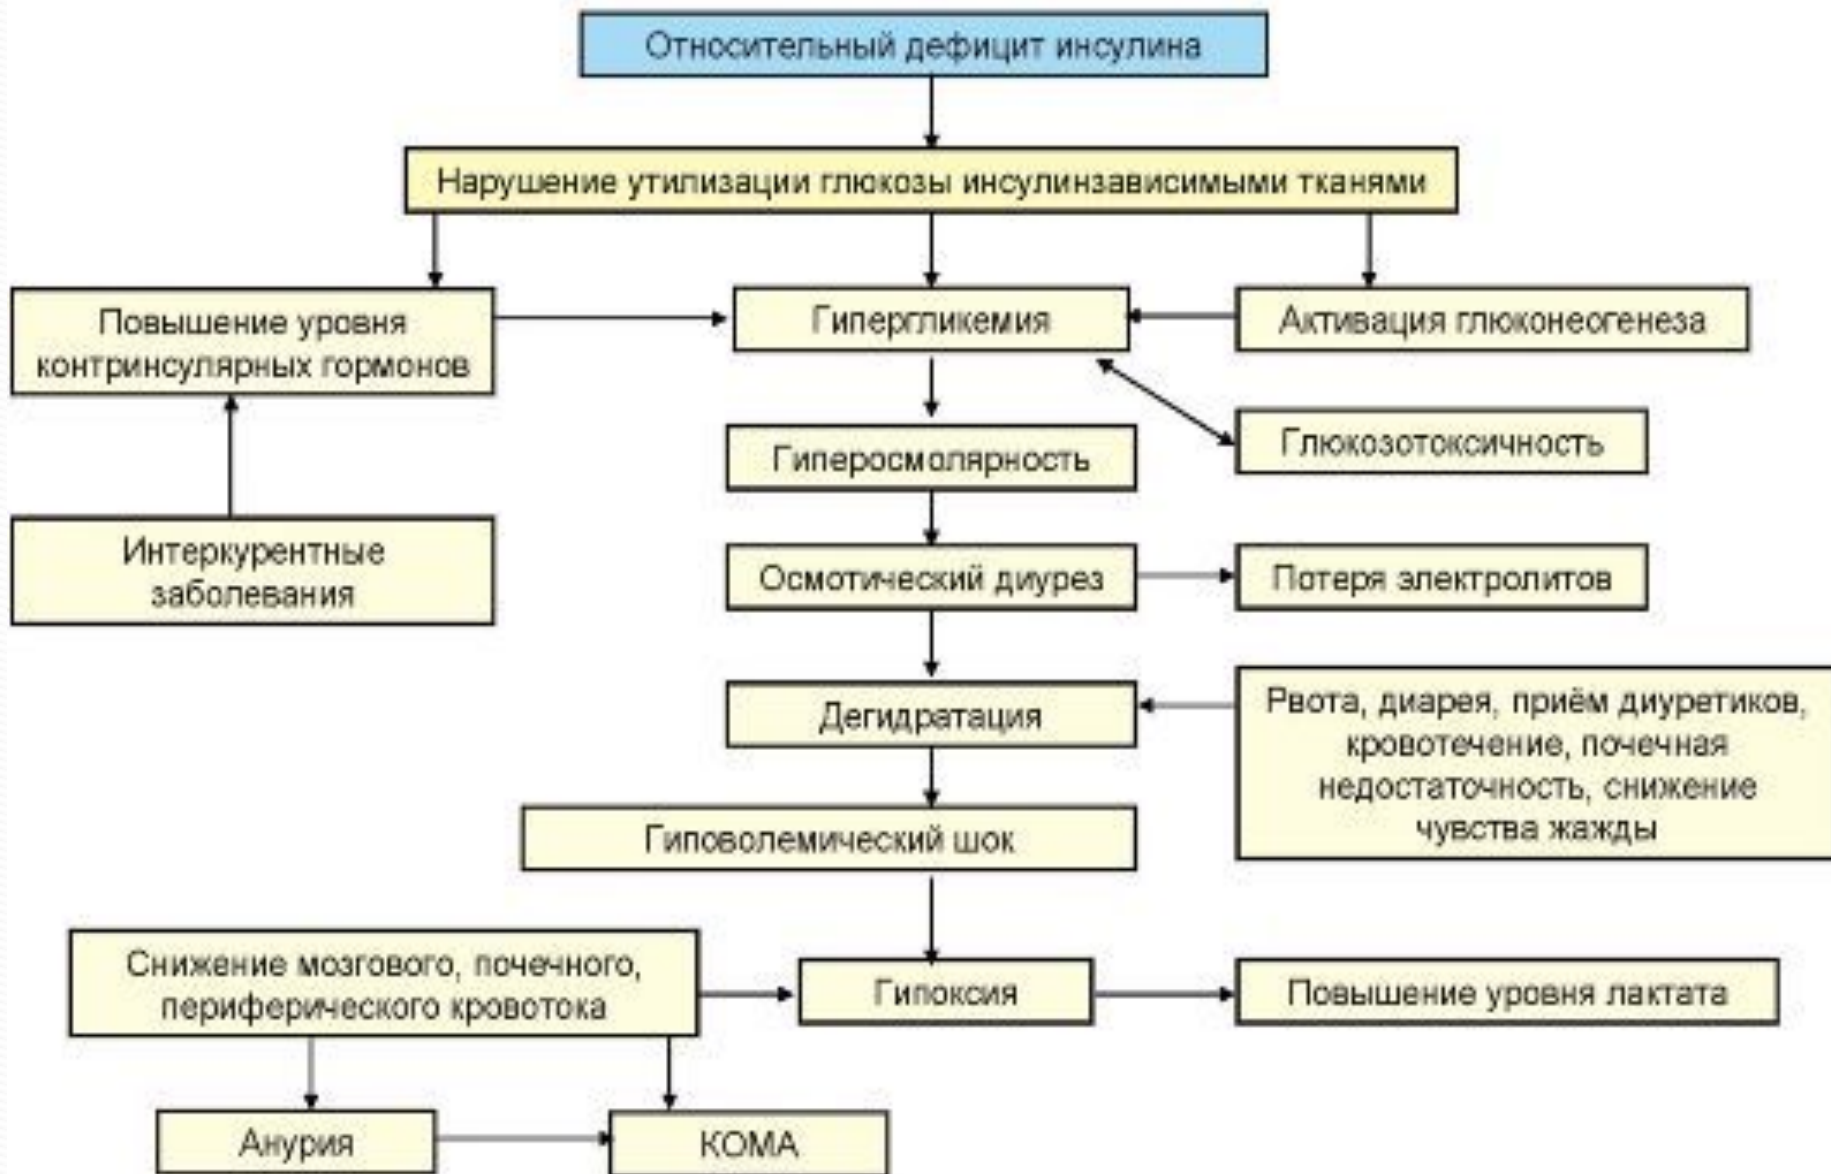 Относительный дефицит инсулина
Нарушение утилизации глюкозы инсулинзависимыми тканями
Повышение уровня
контринсулярных гормонов
Гипергликемия
Активация глюконеогенеза
Глюкозотоксичность
Гиперосмолярность
Интеркурентные
заболевания
Осмотический диурез
Потеря электролитов
Дегидратация
Рвота, диарея, приём диуретиков,
кровотечение, почечная
недостаточность, снижение
чувства жажды
Гиповолемический шок
Снижение мозгового, почечного,
периферического кровотока
Гипоксия
Повышение уровня лактата
Анурия
КОМА